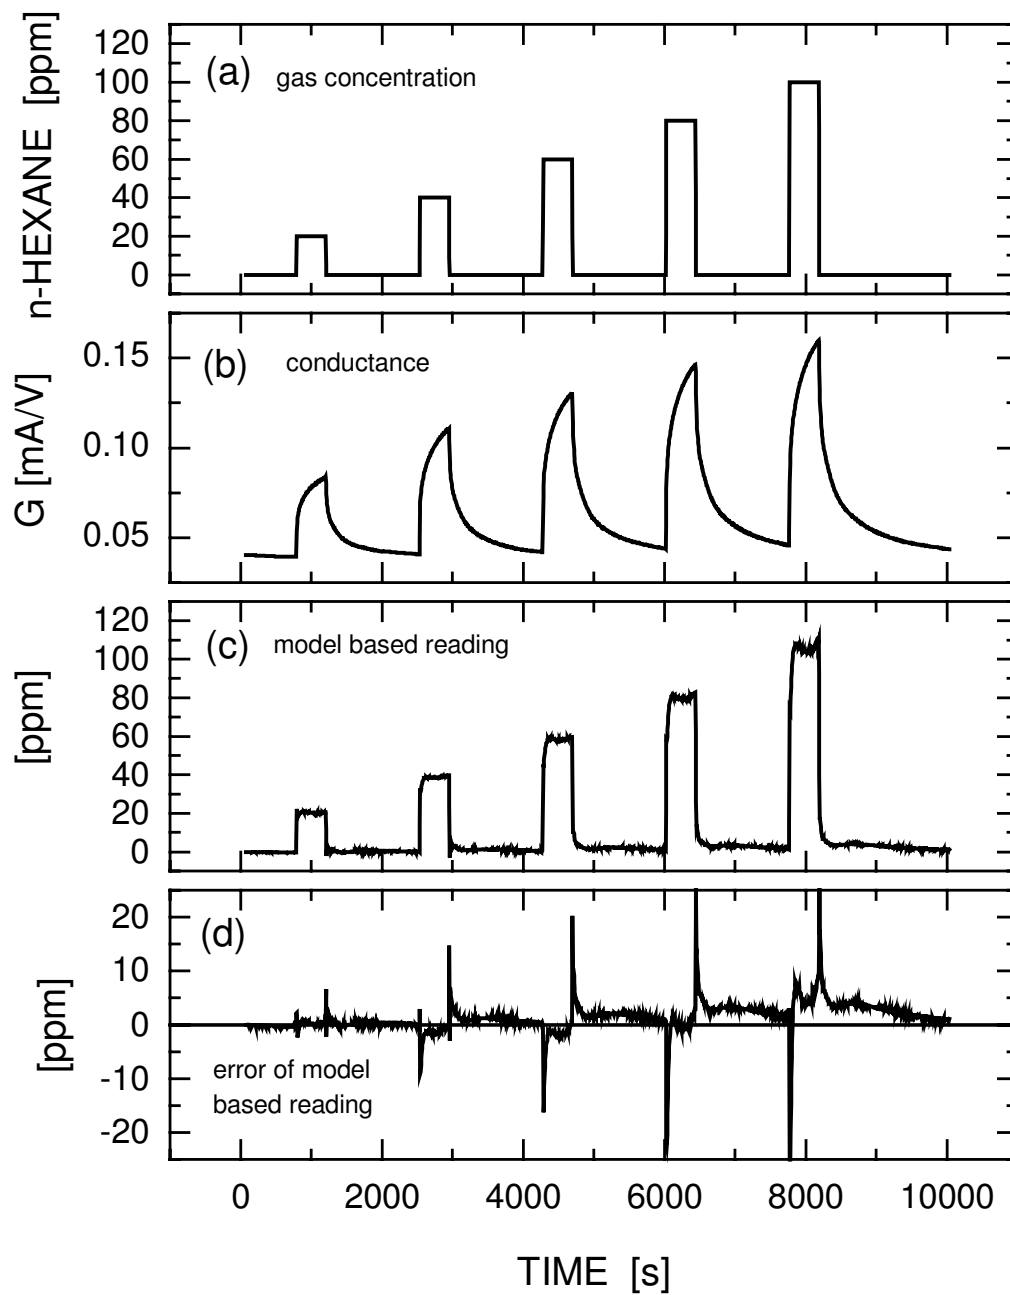 n-HEXANE [ppm]
120
100
80
60
40
20
0
(a) gas concentration
G [mA/V]
0.15
0.10
0.05
(b) conductance
[ppm]
120
100
80
60
40
20
0
(c) model based reading
[ppm]
20
10
0
-10
-20
(d)
error of model
based reading
0 2000 4000 6000 8000 10000
TIME [s]